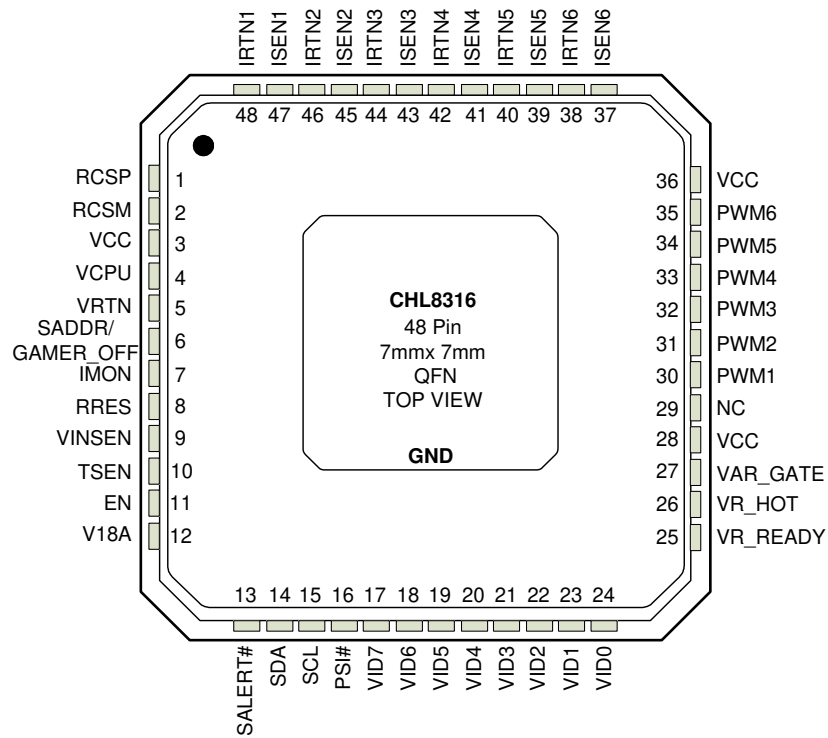 IRTN1
ISEN1
IRTN2
ISEN2
IRTN3
ISEN3
IRTN4
ISEN4
IRTN5
ISEN5
IRTN6
ISEN6
48 47 46 45 44 43 42 41 40 39 38 37
RCSP 1
RCSM 2
VCC 3
VCPU 4
VRTN 5
SADDR/
GAMER_OFF 6
IMON 7
RRES 8
VINSEN 9
TSEN 10
EN 11
V18A 12
CHL8316
48 Pin
7mmx 7mm
QFN
TOP VIEW
GND
36 VCC
35 PWM6
34 PWM5
33 PWM4
32 PWM3
31 PWM2
30 PWM1
29 NC
28 VCC
27 VAR_GATE
26 VR_HOT
25 VR_READY
13 14 15 16 17 18 19 20 21 22 23 24
SALERT#
SDA
SCL
PSI#
VID7
VID6
VID5
VID4
VID3
VID2
VID1
VID0